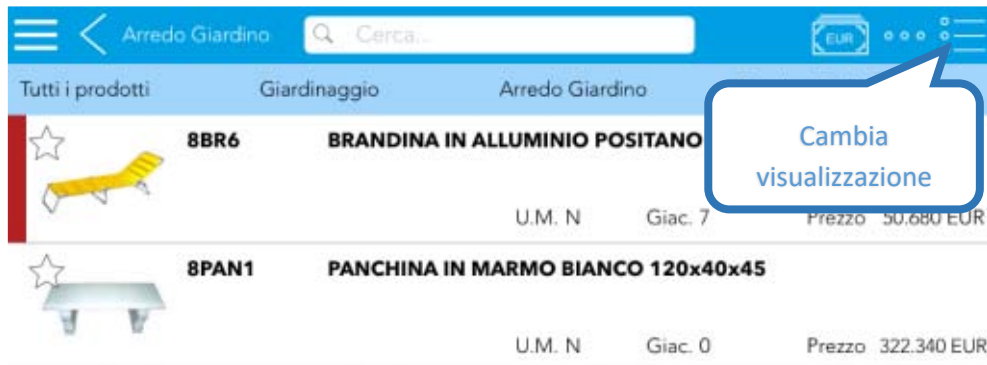 Arredo Giardino Cerca... EUR
Tutti i prodotti Giardinaggio Arredo Giardino
Cambia
visualizzazione
8BR6 BRANDINA IN ALLUMINIO POSITANO
U.M. N Giac. 7 Prezzo 50.680 EUR
8PAN1 PANCHINA IN MARMO BIANCO 120x40x45
U.M. N Giac. 0 Prezzo 322.340 EUR